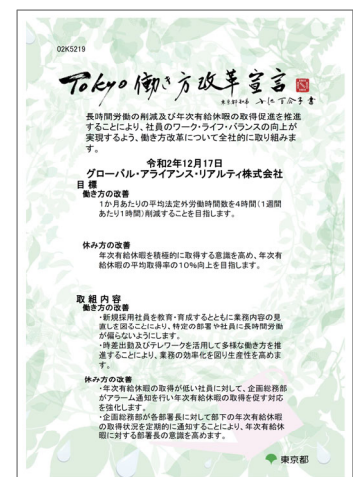 02K5219
Tokyo働き方改革宣言
東京都知事 小池百合子 書
長時間労働の削減及び年次有給休暇の取得促進を推進
することにより、社員のワーク・ライフ・バランスの向上が
実現するよう、働き方改革について全社的に取り組みま
す。
令和2年12月17日
グローバル・アライアンス・リアルティ株式会社
目 標
働き方の改善
1か月あたりの平均法定外労働時間数を4時間(1週間
あたり1時間)削減することを目指します。
休み方の改善
年次有給休暇を積極的に取得する意識を高め、年次有
給休暇の平均取得率の10%向上を目指します。
取 組 内 容
働き方の改善
・新規採用社員を教育・育成するとともに業務内容の見
直しを図ることにより、特定の部署や社員に長時間労働
が偏らないようにします。
・時差出勤及びテレワークを活用して多様な働き方を推
進することにより、業務の効率化を図り生産性を高めま
す。
休み方の改善
・年次有給休暇の取得が低い社員に対して、企画総務部
がアラーム通知を行い年次有給休暇の取得を促す対応
を強化します。
・企画総務部が各部署長に対して部下の年次有給休暇
の取得状況を定期的に通知することにより、年次有給休
暇に対する部署長の意識を高めます。
東京都